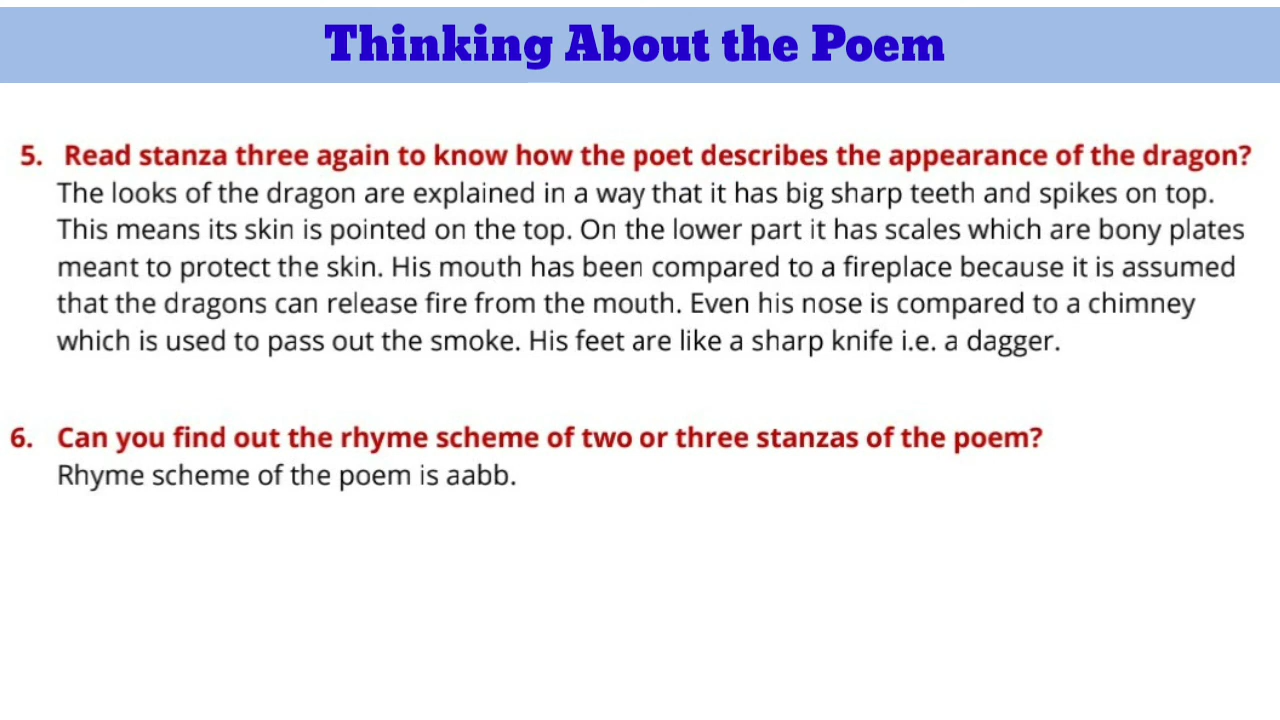 Thinking About the Poem
5. Read stanza three again to know how the poet describes the appearance of the dragon?
The looks of the dragon are explained in a way that it has big sharp teeth and spikes on top.
This means its skin is pointed on the top. On the lower part it has scales which are bony plates
meant to protect the skin. His mouth has been compared to a fireplace because it is assumed
that the dragons can release fire from the mouth. Even his nose is compared to a chimney
which is used to pass out the smoke. His feet are like a sharp knife i.e. a dagger.
6. Can you find out the rhyme scheme of two or three stanzas of the poem?
Rhyme scheme of the poem is aabb.